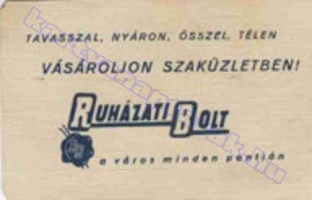 TAVASSZAL, NYÁRON, ŐSSZEL, TÉLEN
VÁSÁROLJON SZAKÜZLETBEN!
RUHÁZATI BOLT
a város minden pontján